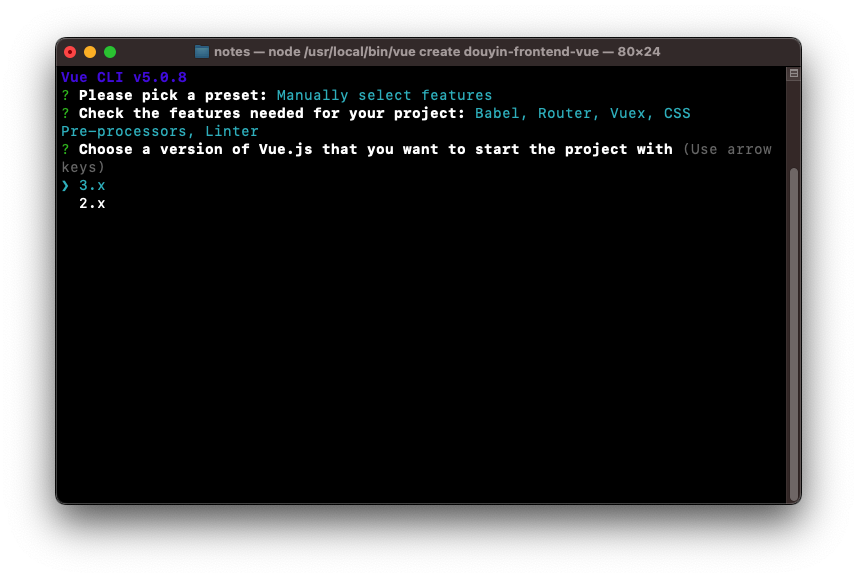 notes — node /usr/local/bin/vue create douyin-frontend-vue — 80×24
Vue CLI v5.0.8
? Please pick a preset: Manually select features
? Check the features needed for your project: Babel, Router, Vuex, CSS
Pre-processors, Linter
? Choose a version of Vue.js that you want to start the project with (Use arrow
keys)
❯ 3.x
2.x